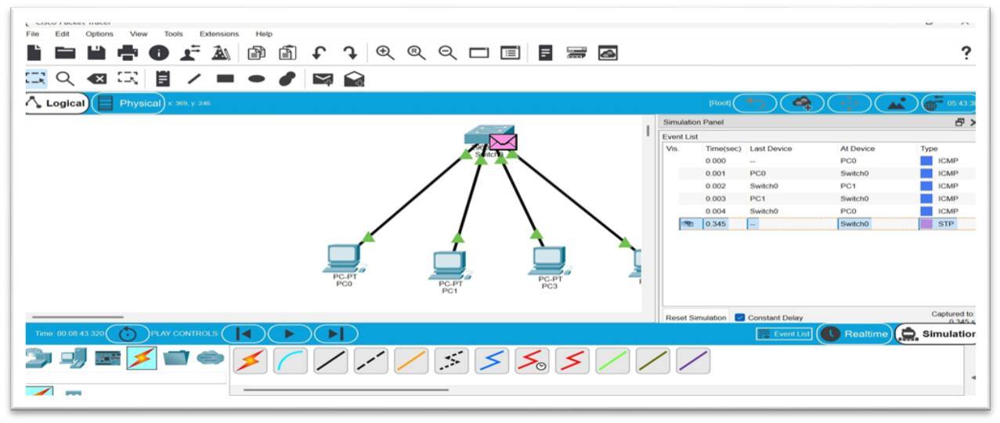 Cisco Packet Tracer
File Edit Options View Tools Extensions Help
Logical Physical x: 369, y: 246 [Root] 05:43:3
Simulation Panel
Event List
Vis. Time(sec) Last Device At Device Type
0.000 -- PC0 ICMP
0.001 PC0 Switch0 ICMP
0.002 Switch0 PC1 ICMP
0.003 PC1 Switch0 ICMP
0.004 Switch0 PC0 ICMP
0.345 -- Switch0 STP
Switch0
PC-PT
PC0
PC-PT
PC1
PC-PT
PC3
Reset Simulation Constant Delay Captured to:
0.345 s
Time: 00:08:43.320 PLAY CONTROLS: Event List Realtime Simulation